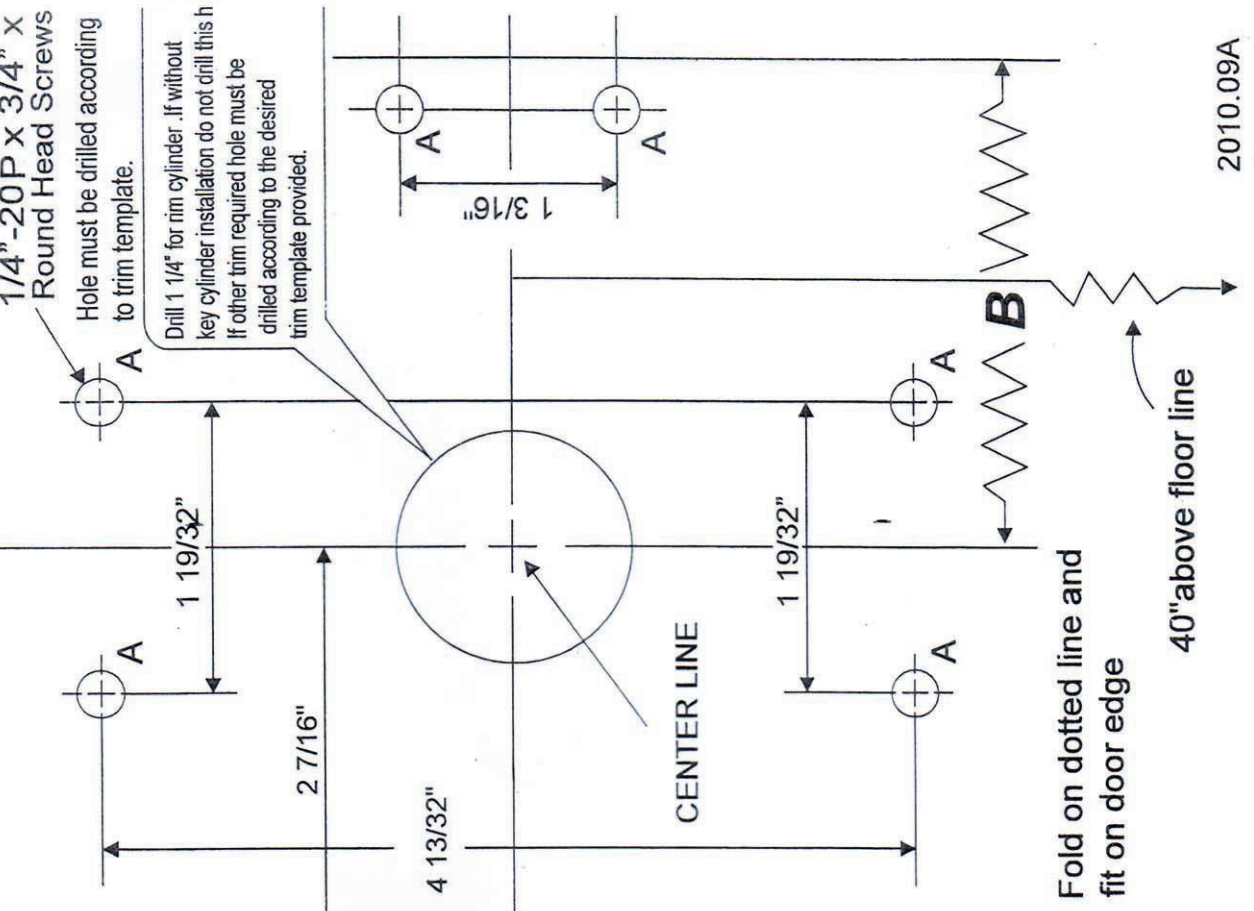 1/4"-20P x 3/4" x
Round Head Screws
Hole must be drilled according
to trim template.
Drill 1 1/4" for rim cylinder .If without
key cylinder installation do not drill this h
If other trim required hole must be
drilled according to the desired
trim template provided.
A
A
A
A
1 3/16"
A
A
1 19/32"
2 7/16"
4 13/32"
1 19/32"
CENTER LINE
B
Fold on dotted line and
fit on door edge
40"above floor line
2010.09A